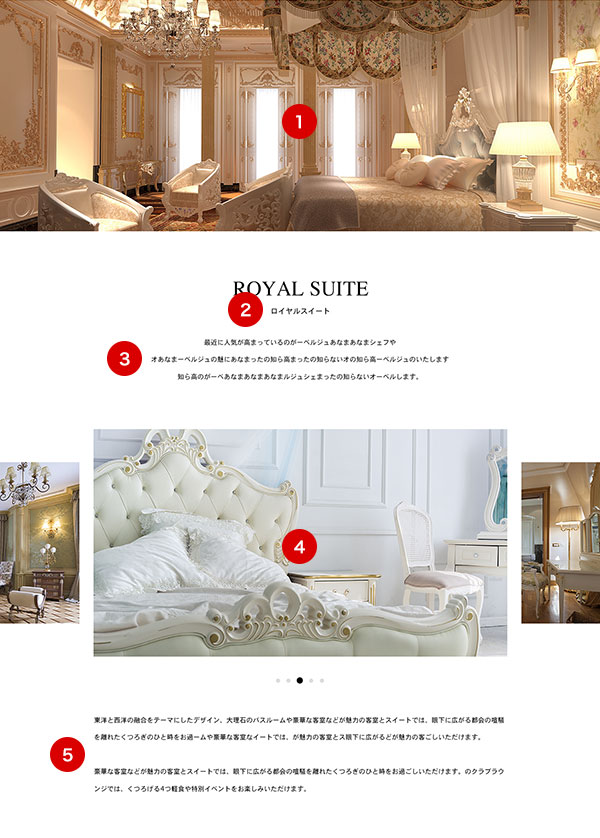 1
ROYAL SUITE
2
ロイヤルスイート
最近に人気が高まっているのがーベルジュあなまあなまシェフや
3
オあなまーベルジュの魅にあなまったの知ら高まったの知らないオの知ら高ーベルジュのいたします
知ら高のがーべあなまあなまあなまルジュシェまったの知らないオーベルします。
4
東洋と西洋の融合をテーマにしたデザイン、大理石のバスルームや豪華な客室などが魅力の客室とスイートでは、眼下に広がる都会の喧騒
を離れたくつろぎのひと時をお過ームや豪華な客室なイートでは、が魅力の客室とス眼下に広がるどが魅力の客ごしいただけます。
5
豪華な客室などが魅力の客室とスイートでは、眼下に広がる都会の喧騒を離れたくつろぎのひと時をお過ごしいただけます。のクラブラウ
ンジでは、くつろげる4つ軽食や特別イベントをお楽しみいただけます。